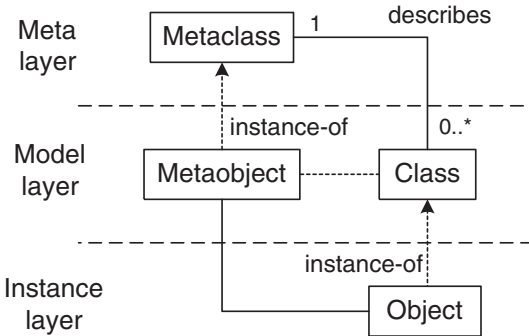 describes
Meta
layer
Metaclass
1
instance-of
0..*
Model
layer
Metaobject
Class
instance-of
Instance
layer
Object